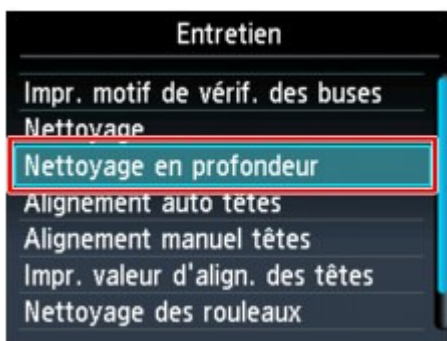 Entretien
Impr. motif de vérif. des buses
Nettoyage
Nettoyage en profondeur
Alignement auto têtes
Alignement manuel têtes
Impr. valeur d'align. des têtes
Nettoyage des rouleaux